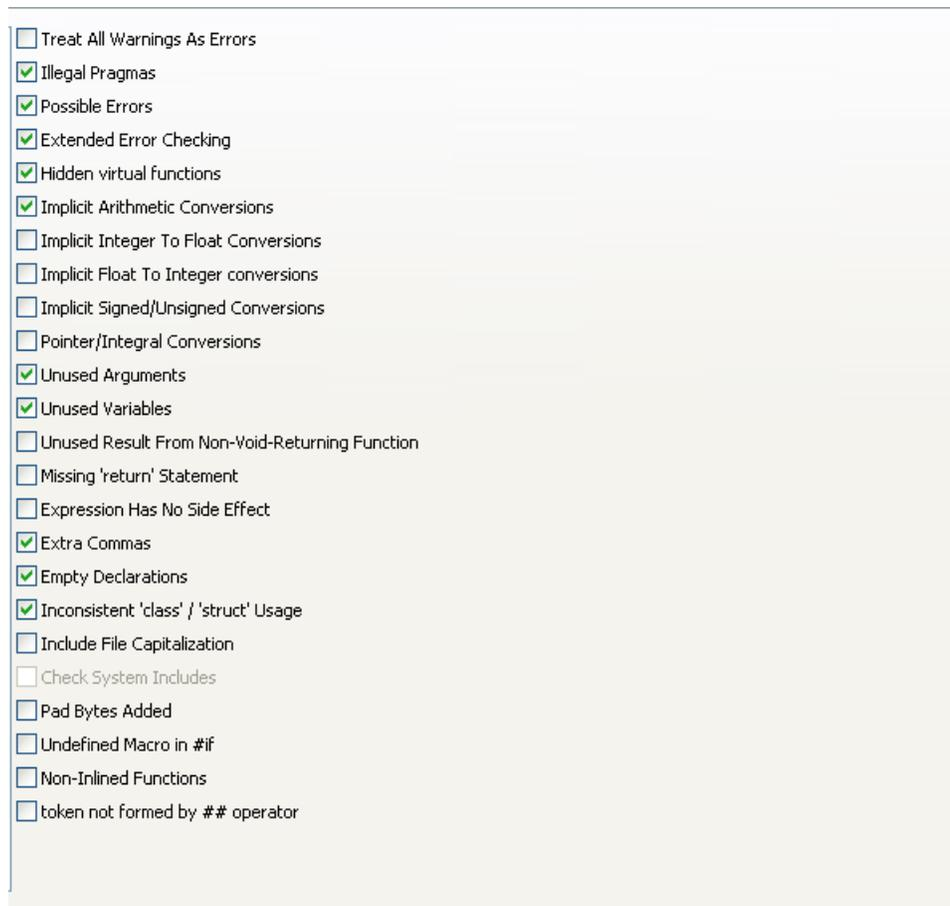 Treat All Warnings As Errors
Illegal Pragmas
Possible Errors
Extended Error Checking
Hidden virtual functions
Implicit Arithmetic Conversions
Implicit Integer To Float Conversions
Implicit Float To Integer conversions
Implicit Signed/Unsigned Conversions
Pointer/Integral Conversions
Unused Arguments
Unused Variables
Unused Result From Non-Void-Returning Function
Missing 'return' Statement
Expression Has No Side Effect
Extra Commas
Empty Declarations
Inconsistent 'class' / 'struct' Usage
Include File Capitalization
Check System Includes
Pad Bytes Added
Undefined Macro in #if
Non-Inlined Functions
token not formed by ## operator